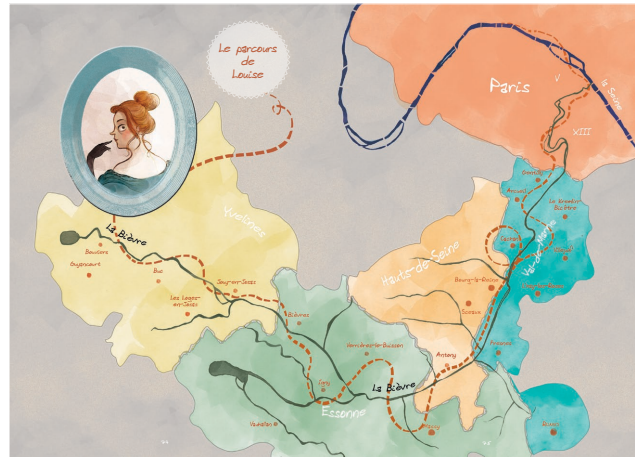 Le parcours
de
Louise
Paris
V
la Seine
XIII
Gentilly
Arcueil
Le Kremlin
Bicêtre
Cachan
Val-de-Marne
Yvelines
La Bièvre
Bouviers
Guyancourt
Buc
Jouy-en-Josas
Les Loges-
en-Josas
Hauts-de-Seine
Bourg-la-Reine
Sceaux
Antony
Fresnes
Bièvres
Verrières-le-Buisson
Igny
La Bièvre
Essonne
Vauhallan
Massy